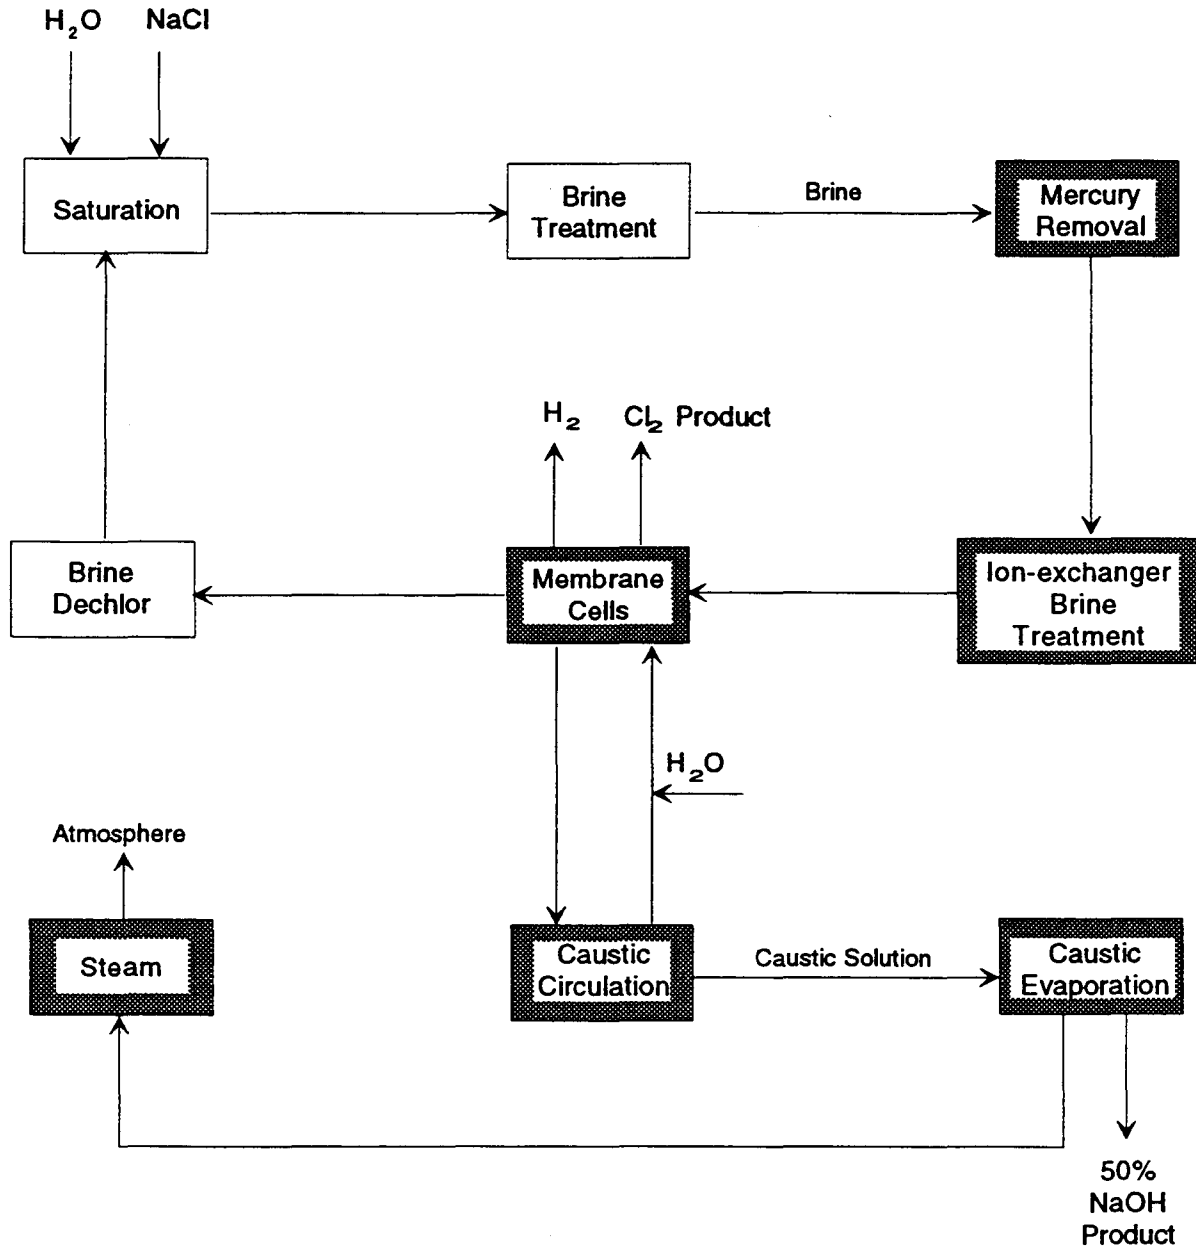 H₂O
NaCl
Saturation
Brine
Treatment
Brine
Mercury
Removal
H₂
Cl₂ Product
Brine
Dechlor
Membrane
Cells
Ion-exchanger
Brine
Treatment
H₂O
Atmosphere
Steam
Caustic
Circulation
Caustic Solution
Caustic
Evaporation
50%
NaOH
Product